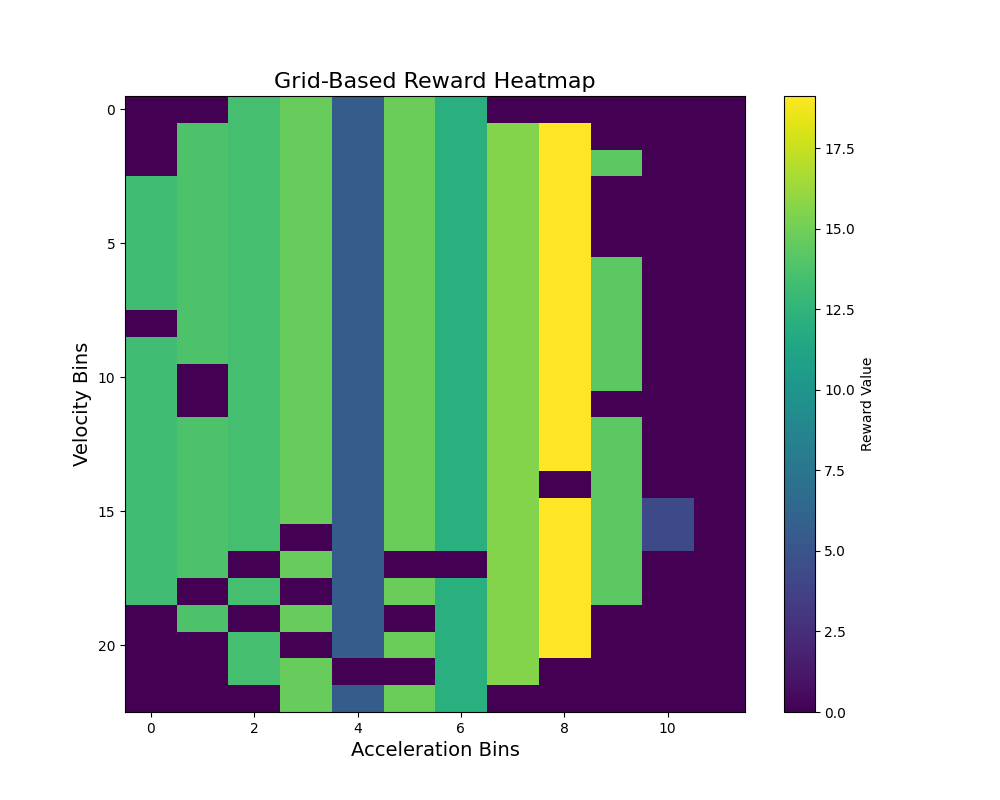 Grid-Based Reward Heatmap
0
5
10
15
20
Velocity Bins
0 2 4 6 8 10
Acceleration Bins
17.5
15.0
12.5
10.0
7.5
5.0
2.5
0.0
Reward Value